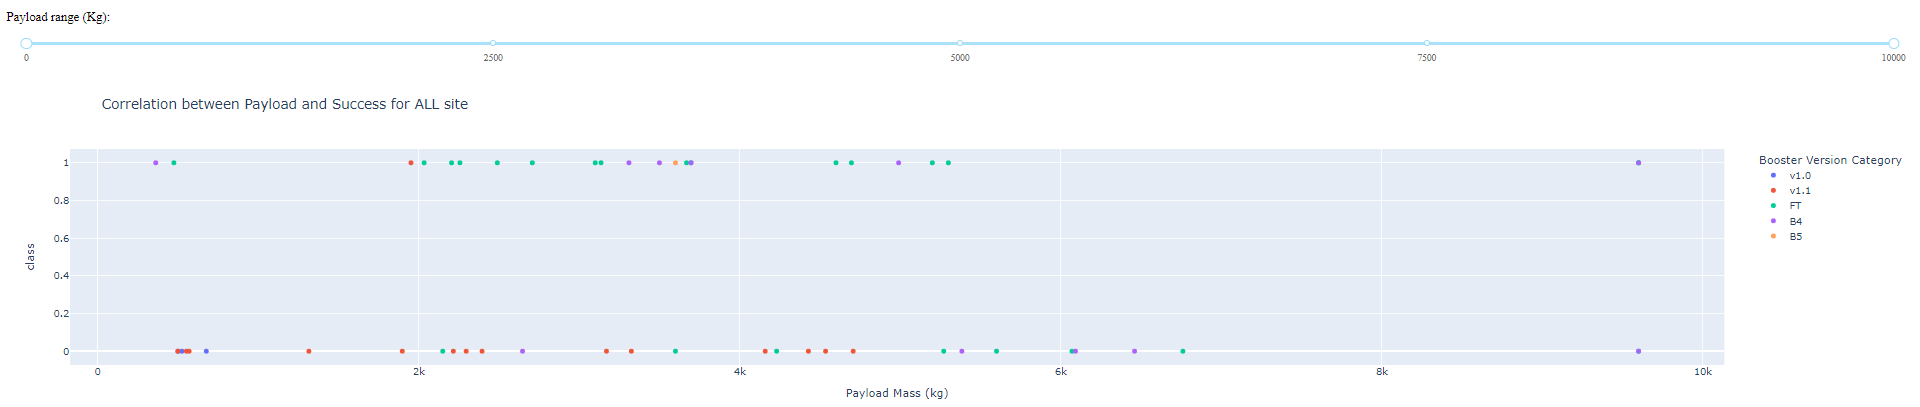 Payload range (Kg):
0 2500 5000 7500 10000
Correlation between Payload and Success for ALL site
1
0.8
0.6
0.4
0.2
0
class
0 2k 4k 6k 8k 10k
Payload Mass (kg)
Booster Version Category
v1.0
v1.1
FT
B4
B5